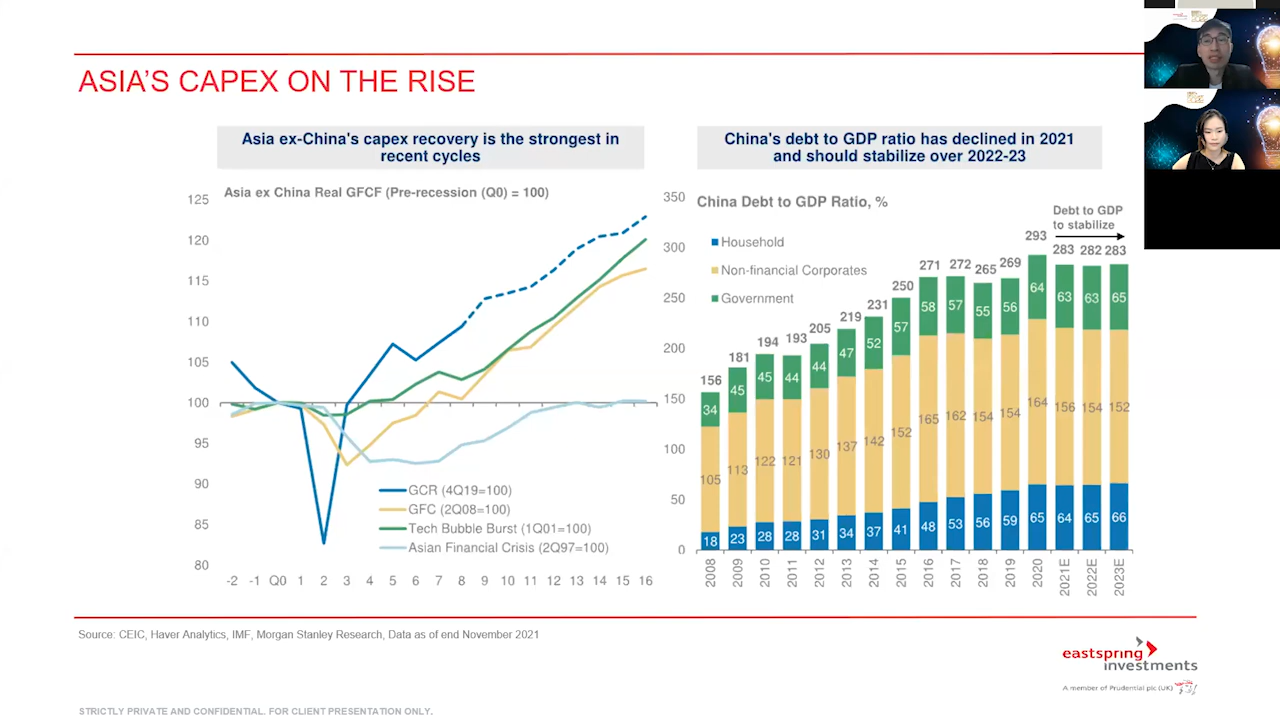 ASIA'S CAPEX ON THE RISE
Asia ex-China's capex recovery is the strongest in
recent cycles
Asia ex China Real GFCF (Pre-recession (Q0) = 100)
125
120
115
110
105
100
95
90
85
80
GCR (4Q19=100)
GFC (2Q08=100)
Tech Bubble Burst (1Q01=100)
Asian Financial Crisis (2Q97=100)
-2 -1 Q0 1 2 3 4 5 6 7 8 9 10 11 12 13 14 15 16
China's debt to GDP ratio has declined in 2021
and should stabilize over 2022-23
China Debt to GDP Ratio, %
Debt to GDP
to stabilize
Household
Non-financial Corporates
Government
350
300
250
200
150
100
50
0
156 181 194 193 205 219 231 250 271 272 265 269 293 283 282 283
34 45 45 44 44 47 52 57 58 57 55 56 64 63 63 65
105 113 122 121 130 137 142 152 165 162 154 154 164 156 154 152
18 23 28 28 31 34 37 41 48 53 56 59 65 64 65 66
2008 2009 2010 2011 2012 2013 2014 2015 2016 2017 2018 2019 2020 2021E 2022E 2023E
Source: CEIC, Haver Analytics, IMF, Morgan Stanley Research, Data as of end November 2021
eastspring
investments
A member of Prudential plc (UK)
STRICTLY PRIVATE AND CONFIDENTIAL. FOR CLIENT PRESENTATION ONLY.